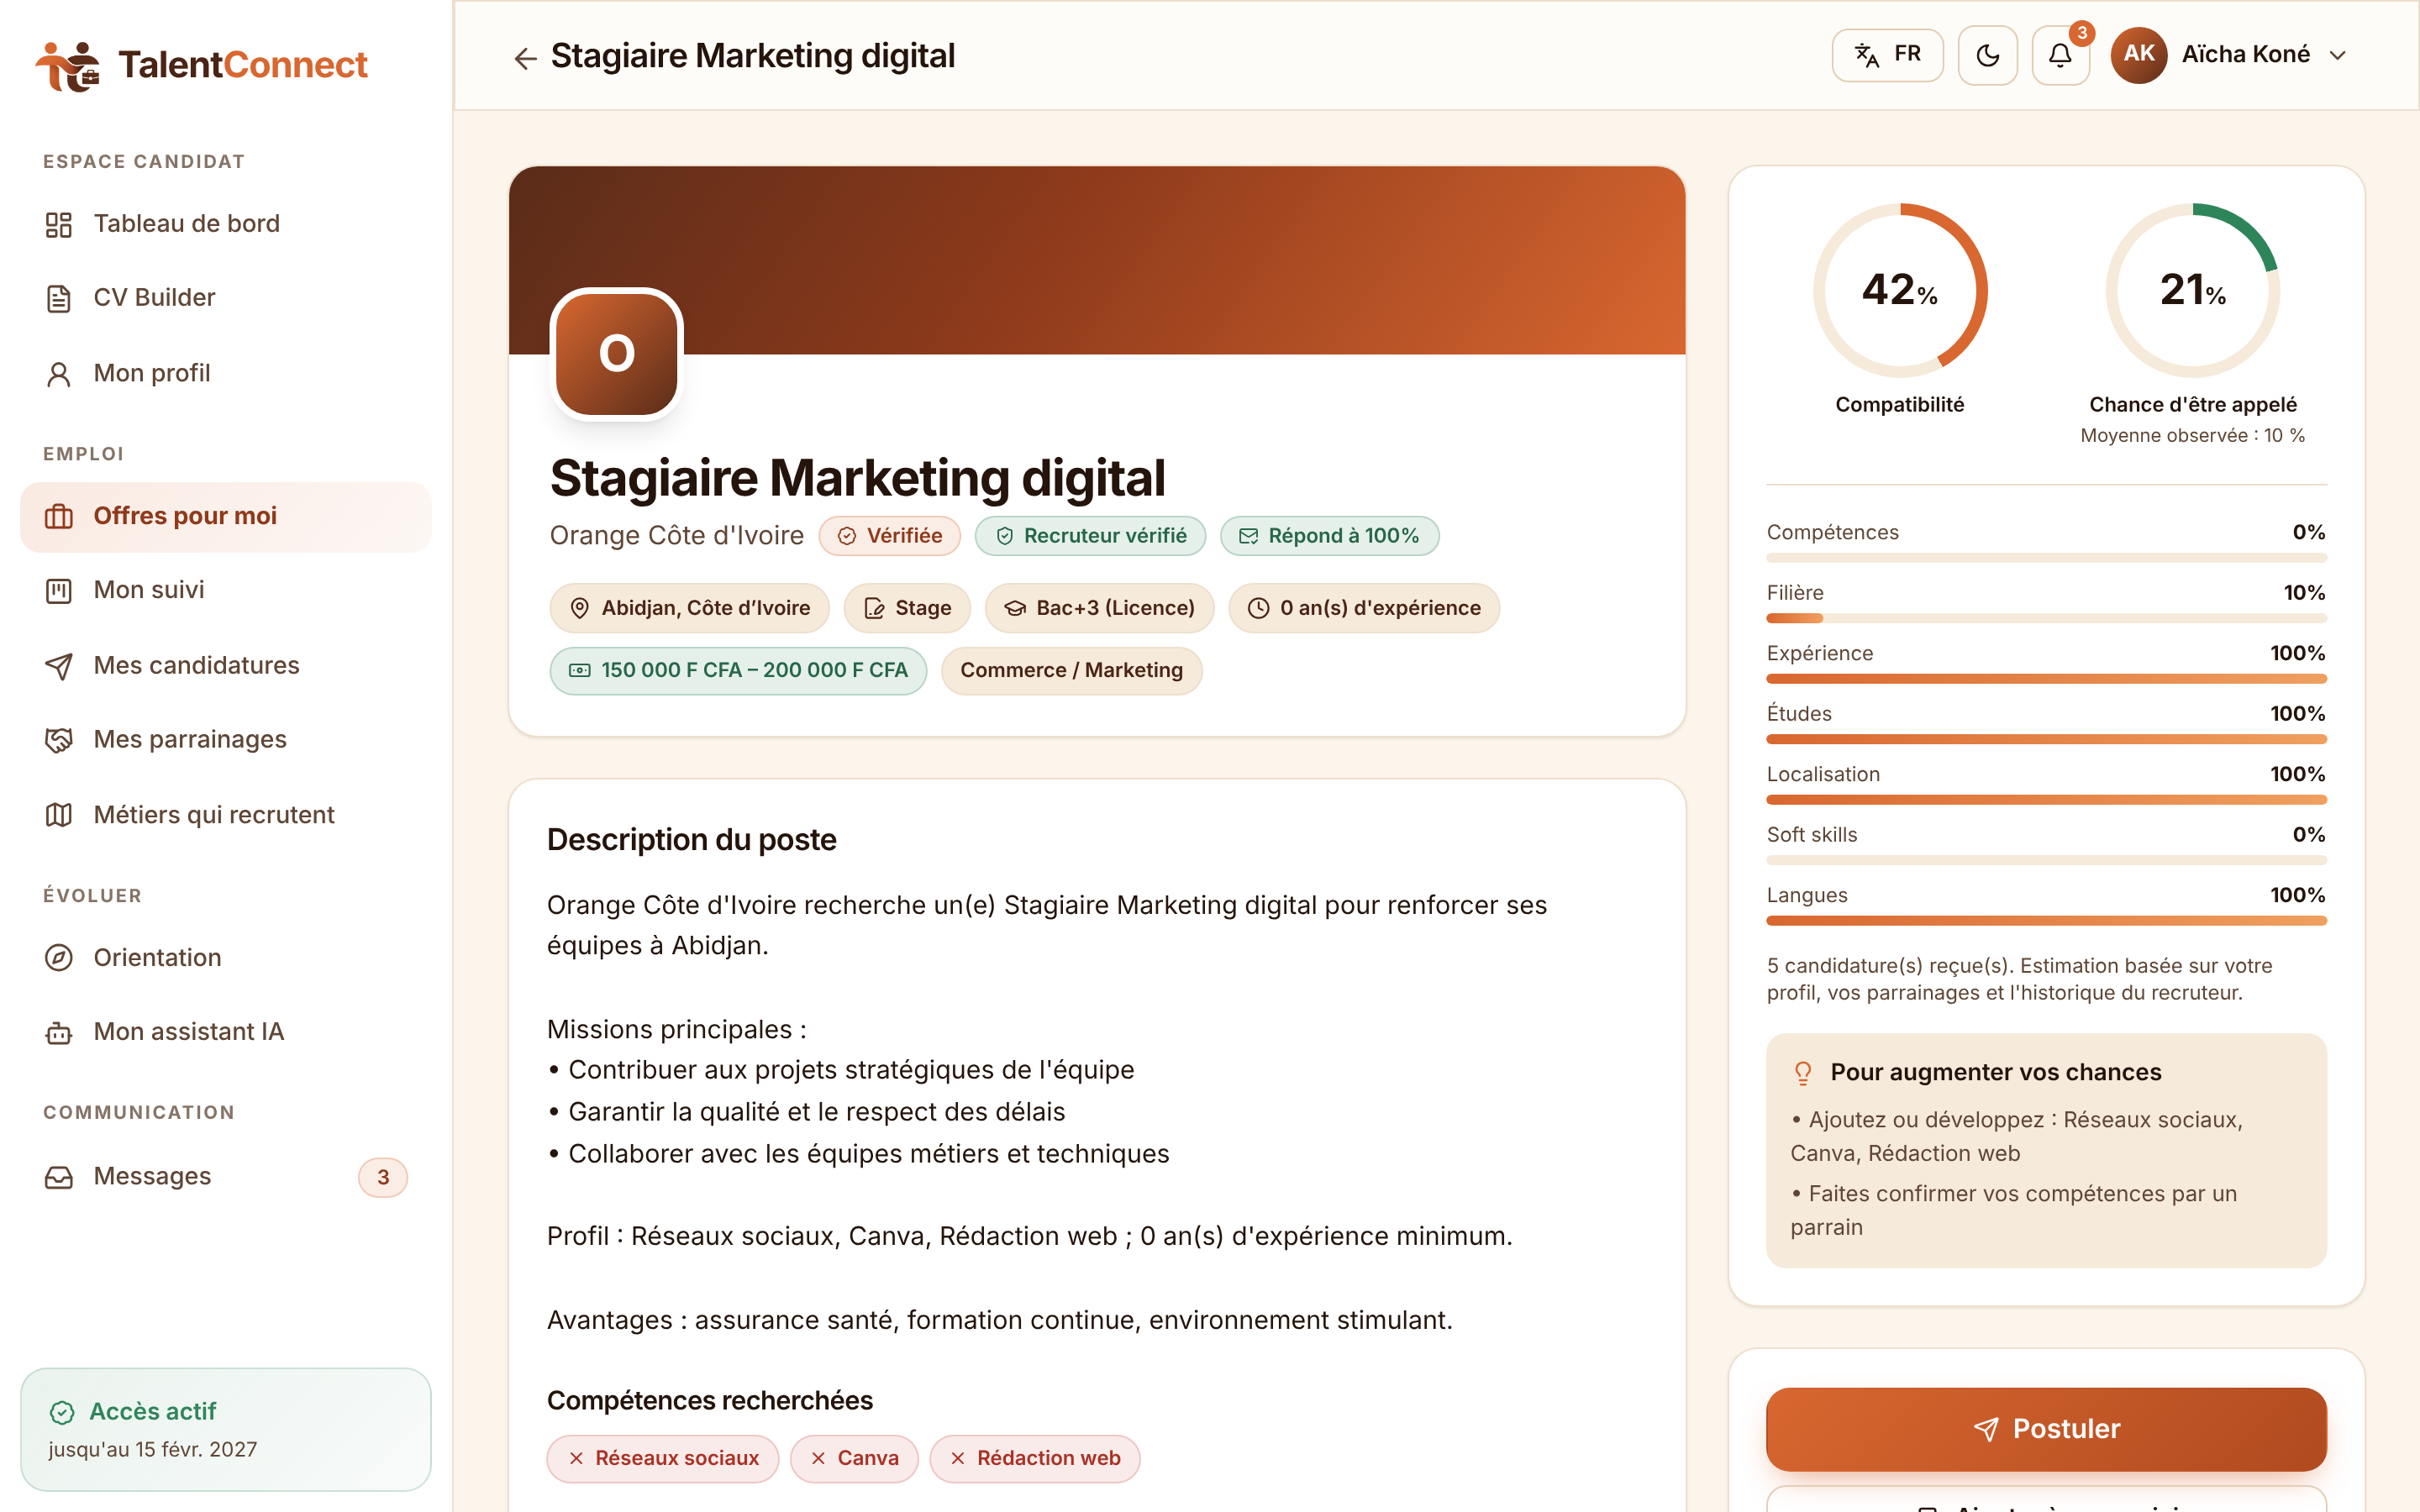 TalentConnect
ESPACE CANDIDAT
Tableau de bord
CV Builder
Mon profil
EMPLOI
Offres pour moi
Mon suivi
Mes candidatures
Mes parrainages
Métiers qui recrutent
ÉVOLUER
Orientation
Mon assistant IA
COMMUNICATION
Messages 3
Accès actif
jusqu'au 15 févr. 2027
Stagiaire Marketing digital
FR
3
AK Aïcha Koné
O
Stagiaire Marketing digital
Orange Côte d'Ivoire Vérifiée Recruteur vérifié Répond à 100%
Abidjan, Côte d’Ivoire Stage Bac+3 (Licence) 0 an(s) d'expérience
150 000 F CFA – 200 000 F CFA Commerce / Marketing
Description du poste
Orange Côte d'Ivoire recherche un(e) Stagiaire Marketing digital pour renforcer ses
équipes à Abidjan.
Missions principales :
• Contribuer aux projets stratégiques de l'équipe
• Garantir la qualité et le respect des délais
• Collaborer avec les équipes métiers et techniques
Profil : Réseaux sociaux, Canva, Rédaction web ; 0 an(s) d'expérience minimum.
Avantages : assurance santé, formation continue, environnement stimulant.
Compétences recherchées
Réseaux sociaux Canva Rédaction web
42% 21%
Compatibilité Chance d'être appelé
Moyenne observée : 10 %
Compétences 0%
Filière 10%
Expérience 100%
Études 100%
Localisation 100%
Soft skills 0%
Langues 100%
5 candidature(s) reçue(s). Estimation basée sur votre
profil, vos parrainages et l'historique du recruteur.
Pour augmenter vos chances
• Ajoutez ou développez : Réseaux sociaux,
Canva, Rédaction web
• Faites confirmer vos compétences par un
parrain
Postuler